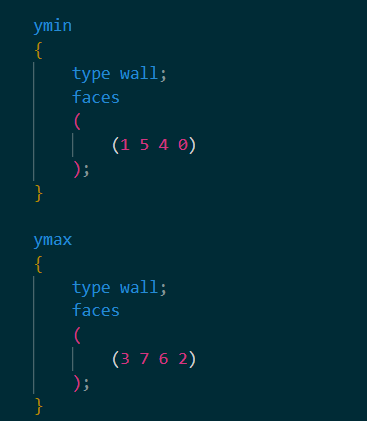 ymin
{
    type wall;
    faces
    (
        (1 5 4 0)
    );
}

ymax
{
    type wall;
    faces
    (
        (3 7 6 2)
    );
}